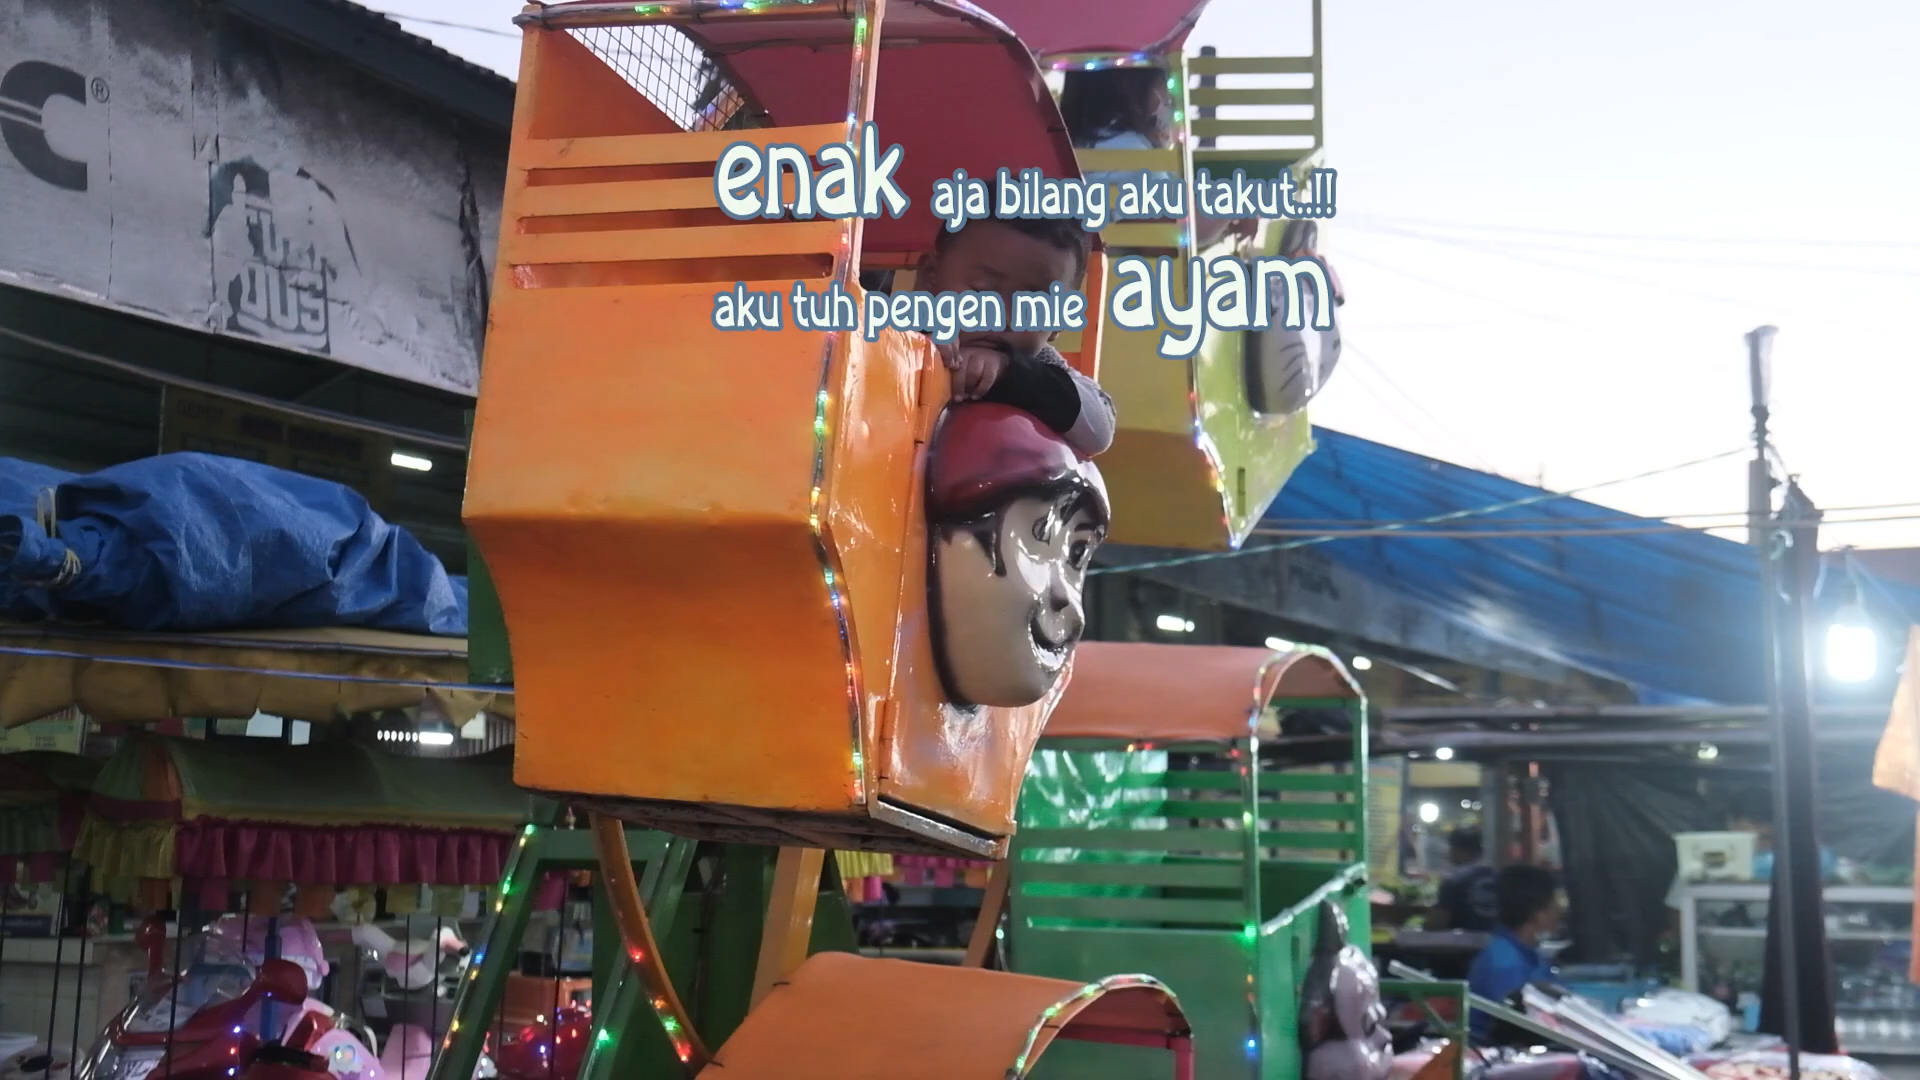 enak aja bilang aku takut..!!
aku tuh pengen mie ayam
C®